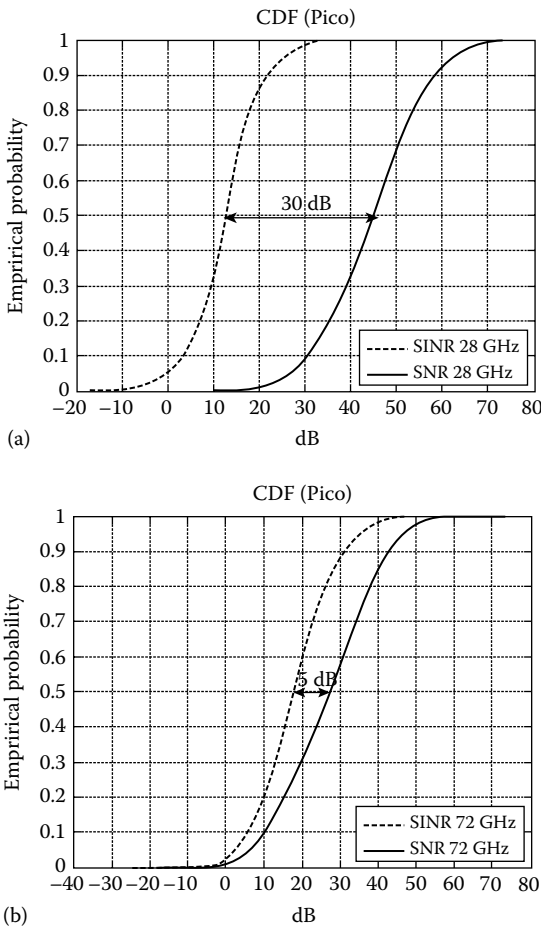 CDF (Pico)
1
0.9
0.8
0.7
0.6
0.5
0.4
0.3
0.2
0.1
0
Emprirical probability
30 dB
SINR 28 GHz
SNR 28 GHz
−20 −10 0 10 20 30 40 50 60 70 80
(a)
dB
CDF (Pico)
1
0.9
0.8
0.7
0.6
0.5
0.4
0.3
0.2
0.1
0
Emprirical probability
5 dB
SINR 72 GHz
SNR 72 GHz
−40 −30 −20 −10 0 10 20 30 40 50 60 70 80
(b)
dB